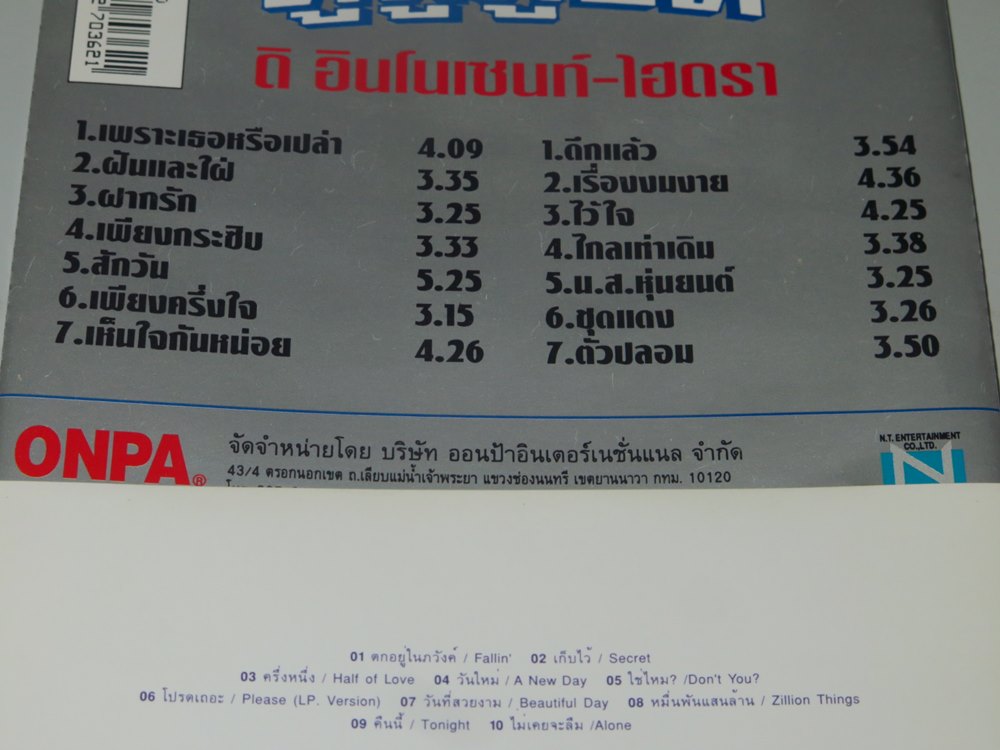 703621
ดิ อินโนเซนท์-ไฮดรา
1.เพราะเธอหรือเปล่า 4.09
2.ฝันและใฝ่ 3.35
3.ฝากรัก 3.25
4.เพียงกระซิบ 3.33
5.สักวัน 5.25
6.เพียงครึ่งใจ 3.15
7.เห็นใจกันหน่อย 4.26
1.ดึกแล้ว 3.54
2.เรื่องงมงาย 4.36
3.ไว้ใจ 4.25
4.ไกลเท่าเดิม 3.38
5.น.ส.หุ่นยนต์ 3.25
6.ชุดแดง 3.26
7.ตัวปลอม 3.50
ONPA®
จัดจำหน่ายโดย บริษัท ออนป้าอินเตอร์เนชั่นแนล จำกัด
43/4 ตรอกนอกเขต ถ.เลียบแม่น้ำเจ้าพระยา แขวงช่องนนทรี เขตยานนาวา กทม. 10120
N.T. ENTERTAINMENT
CO.,LTD.
N
01 ตกอยู่ในภวังค์ / Fallin' 02 เก็บไว้ / Secret
03 ครึ่งหนึ่ง / Half of Love 04 วันใหม่ / A New Day 05 ใช่ไหม? /Don't You?
06 โปรดเถอะ / Please (LP. Version) 07 วันที่สวยงาม / Beautiful Day 08 หมื่นพันแสนล้าน / Zillion Things
09 คืนนี้ / Tonight 10 ไม่เคยจะลืม /Alone